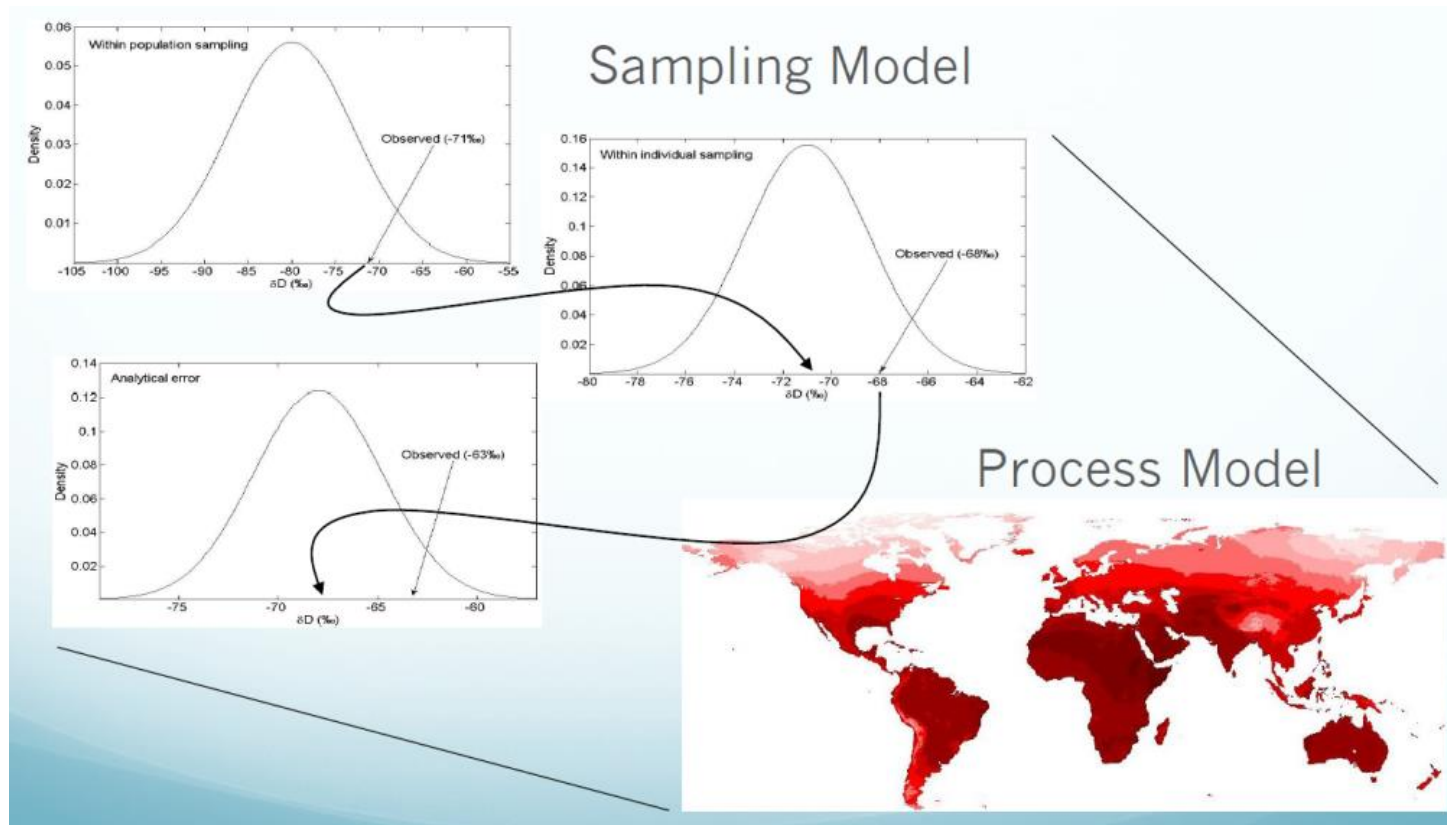 Sampling Model
Within population sampling
Observed (-71‰)
Density
0.06
0.05
0.04
0.03
0.02
0.01
-105 -100 -95 -90 -85 -80 -75 -70 -65 -60 -55
δD (‰)
Within individual sampling
Observed (-68‰)
Density
0.16
0.14
0.12
0.1
0.08
0.06
0.04
0.02
-80 -78 -76 -74 -72 -70 -68 -66 -64 -62
δD (‰)
Analytical error
Observed (-63‰)
Density
0.14
0.12
0.1
0.08
0.06
0.04
0.02
-75 -70 -65 -60
δD (‰)
Process Model